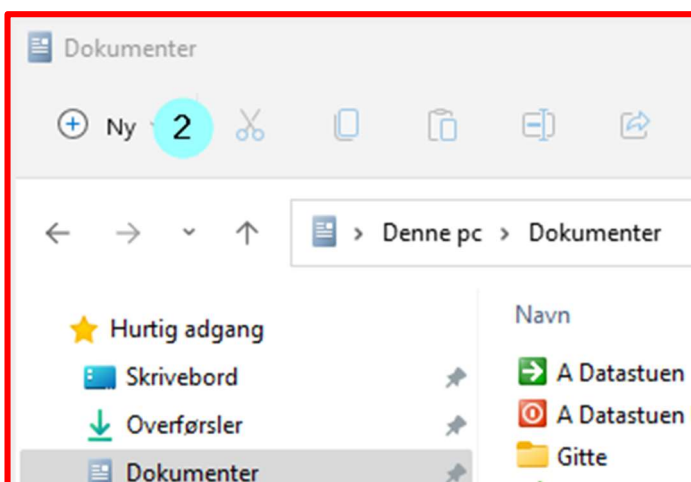 Dokumenter
Ny 2
Denne pc Dokumenter
Hurtig adgang
Navn
Skrivebord
A Datastuen
Overførsler
A Datastuen
Dokumenter
Gitte